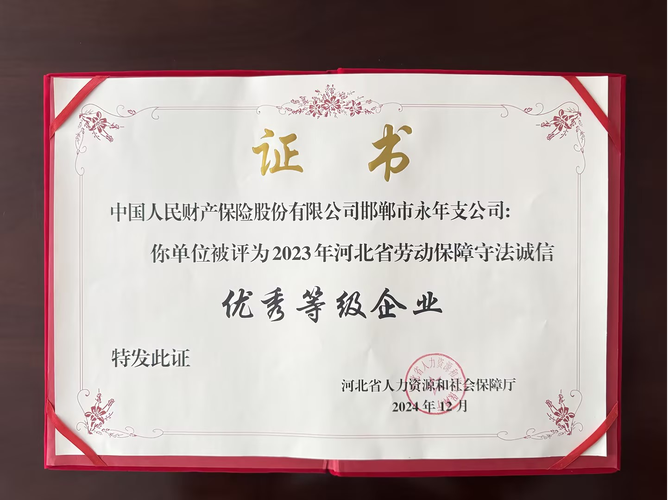 证书
中国人民财产保险股份有限公司邯郸市永年支公司：
你单位被评为2023年河北省劳动保障守法诚信
优秀等级企业
特发此证
河北省人力资源和社会保障厅
2024年12月